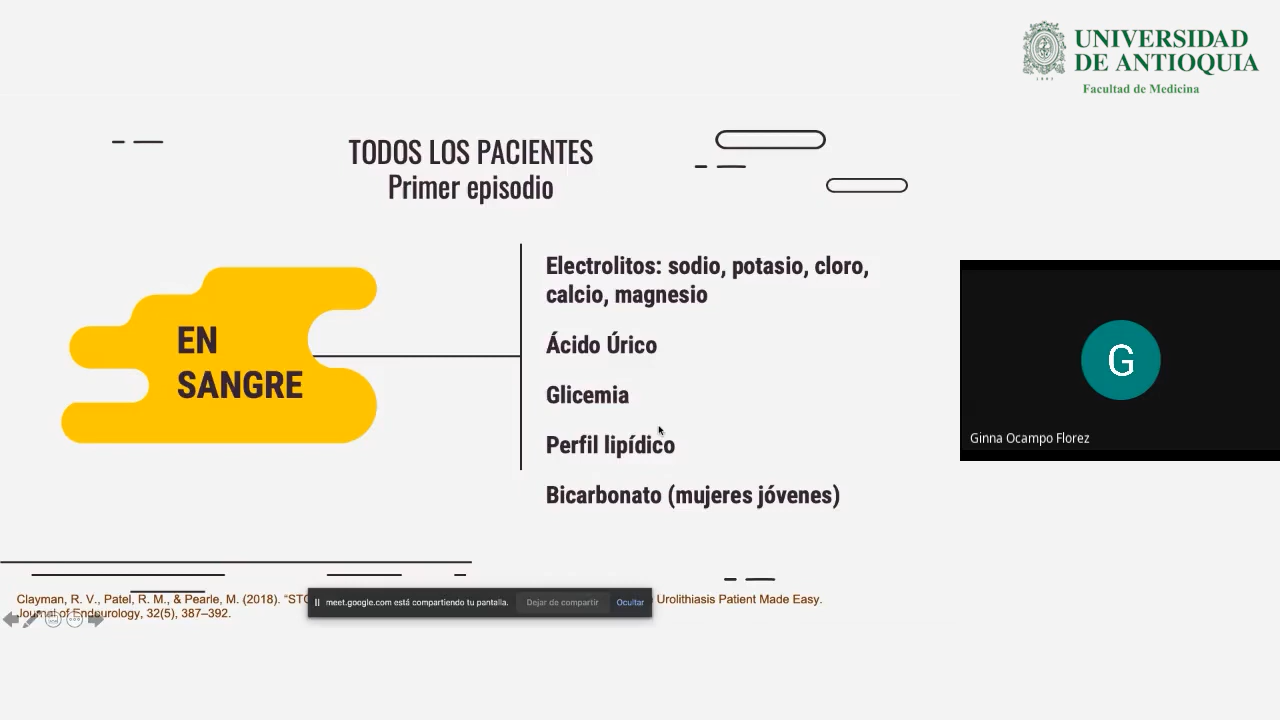 UNIVERSIDAD
DE ANTIOQUIA
1803
Facultad de Medicina
TODOS LOS PACIENTES
Primer episodio
EN
SANGRE
Electrolitos: sodio, potasio, cloro,
calcio, magnesio
Ácido Úrico
Glicemia
Perfil lipídico
Bicarbonato (mujeres jóvenes)
G
Ginna Ocampo Florez
Clayman, R. V., Patel, R. M., & Pearle, M. (2018). “STO
Urolithiasis Patient Made Easy.
Journal of Endourology, 32(5), 387–392.
meet.google.com está compartiendo tu pantalla.
Dejar de compartir
Ocultar